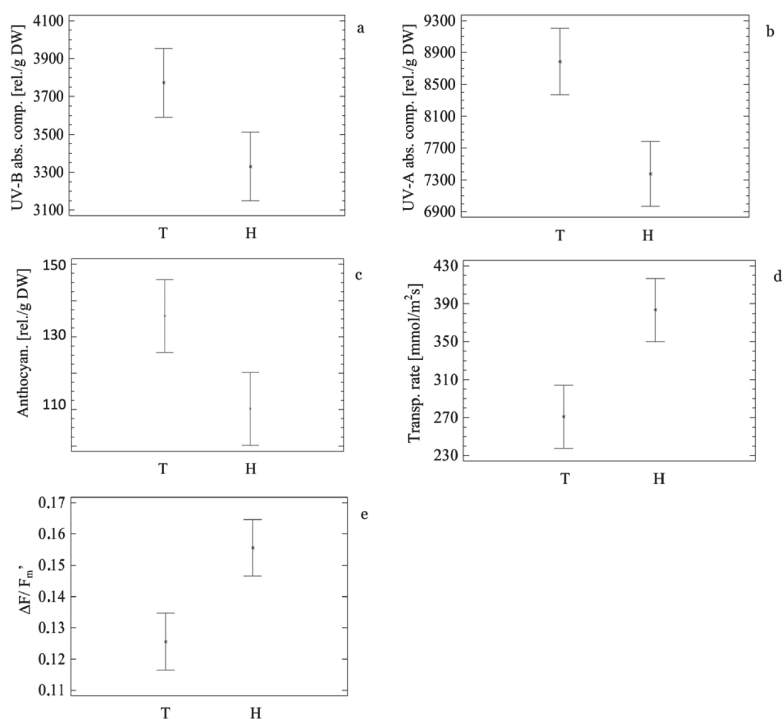 a
UV-B abs. comp. [rel./g DW]
4100
3900
3700
3500
3300
3100
T H
b
UV-A abs. comp. [rel./g DW]
9300
8900
8500
8100
7700
7300
6900
T H
c
Anthocyan. [rel./g DW]
150
130
110
T H
d
Transp. rate [mmol/m²s]
430
390
350
310
270
230
T H
e
ΔF/ Fₘ’
0.17
0.16
0.15
0.14
0.13
0.12
0.11
T H